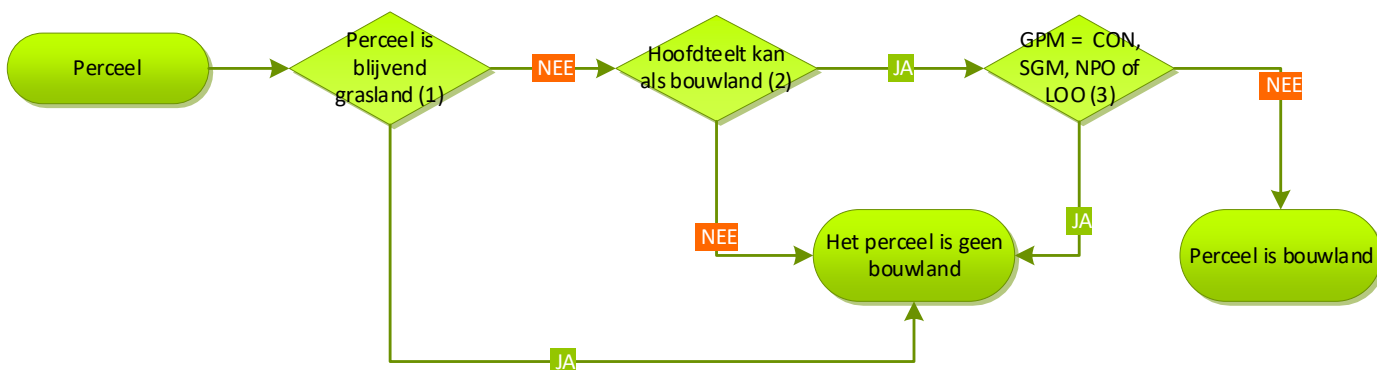 Perceel
Perceel is
blijvend
grasland (1)
NEE
Hoofdteelt kan
als bouwland (2)
JA
GPM = CON,
SGM, NPO of
LOO (3)
NEE
NEE
JA
Het perceel is geen
bouwland
Perceel is bouwland
JA